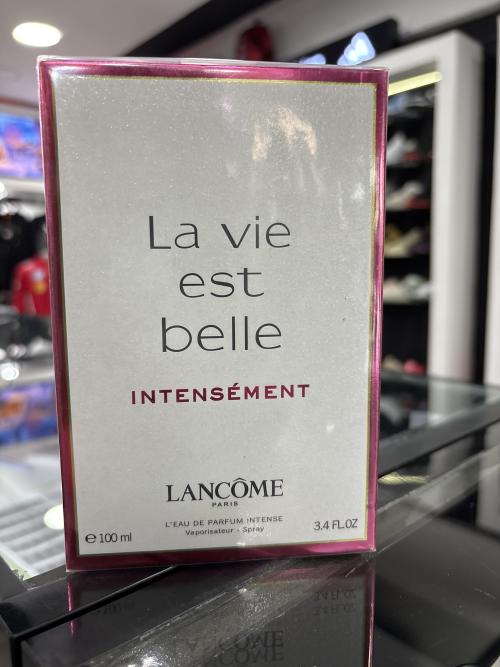 La vie
est
belle
INTENSÉMENT
LANCÔME
PARIS
L'EAU DE PARFUM INTENSE
Vaporisateur - Spray
e 100 ml
3.4 FL.OZ